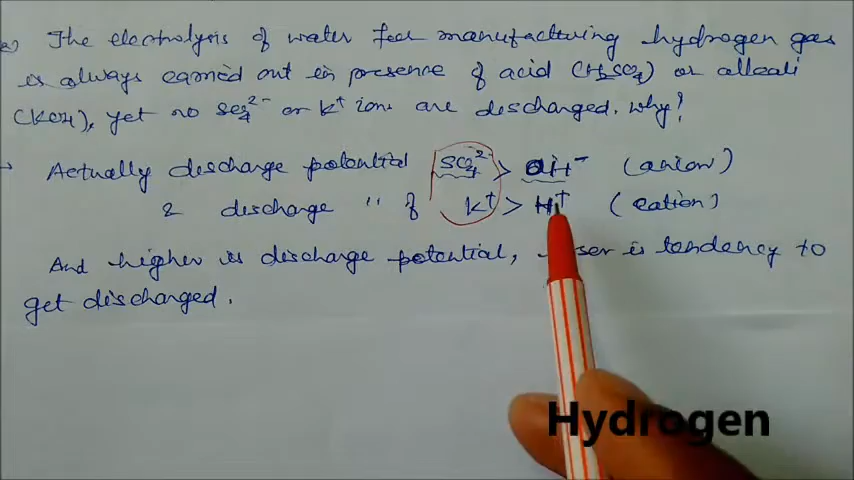 a) The electrolysis of water for manufacturing hydrogen gas
is always carried out in presence of acid (H2SO4) or alkali
(KOH), yet no SO4^2- or K+ ions are discharged. Why?
→ Actually discharge potential SO4^2- > OH- (anion)
& discharge " of K+ > H+ (cation)
And higher is discharge potential, is tendency to
get discharged.
Hydrogen